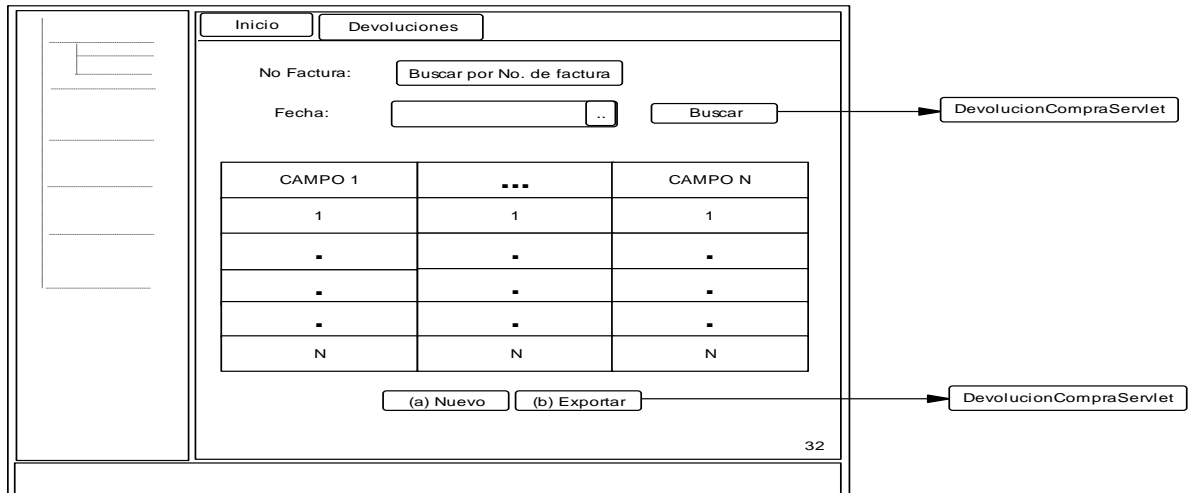 Inicio
Devoluciones
No Factura:
Buscar por No. de factura
Fecha:
..
Buscar
DevolucionCompraServlet
CAMPO 1
...
CAMPO N
1
1
1
N
N
N
(a) Nuevo
(b) Exportar
DevolucionCompraServlet
32